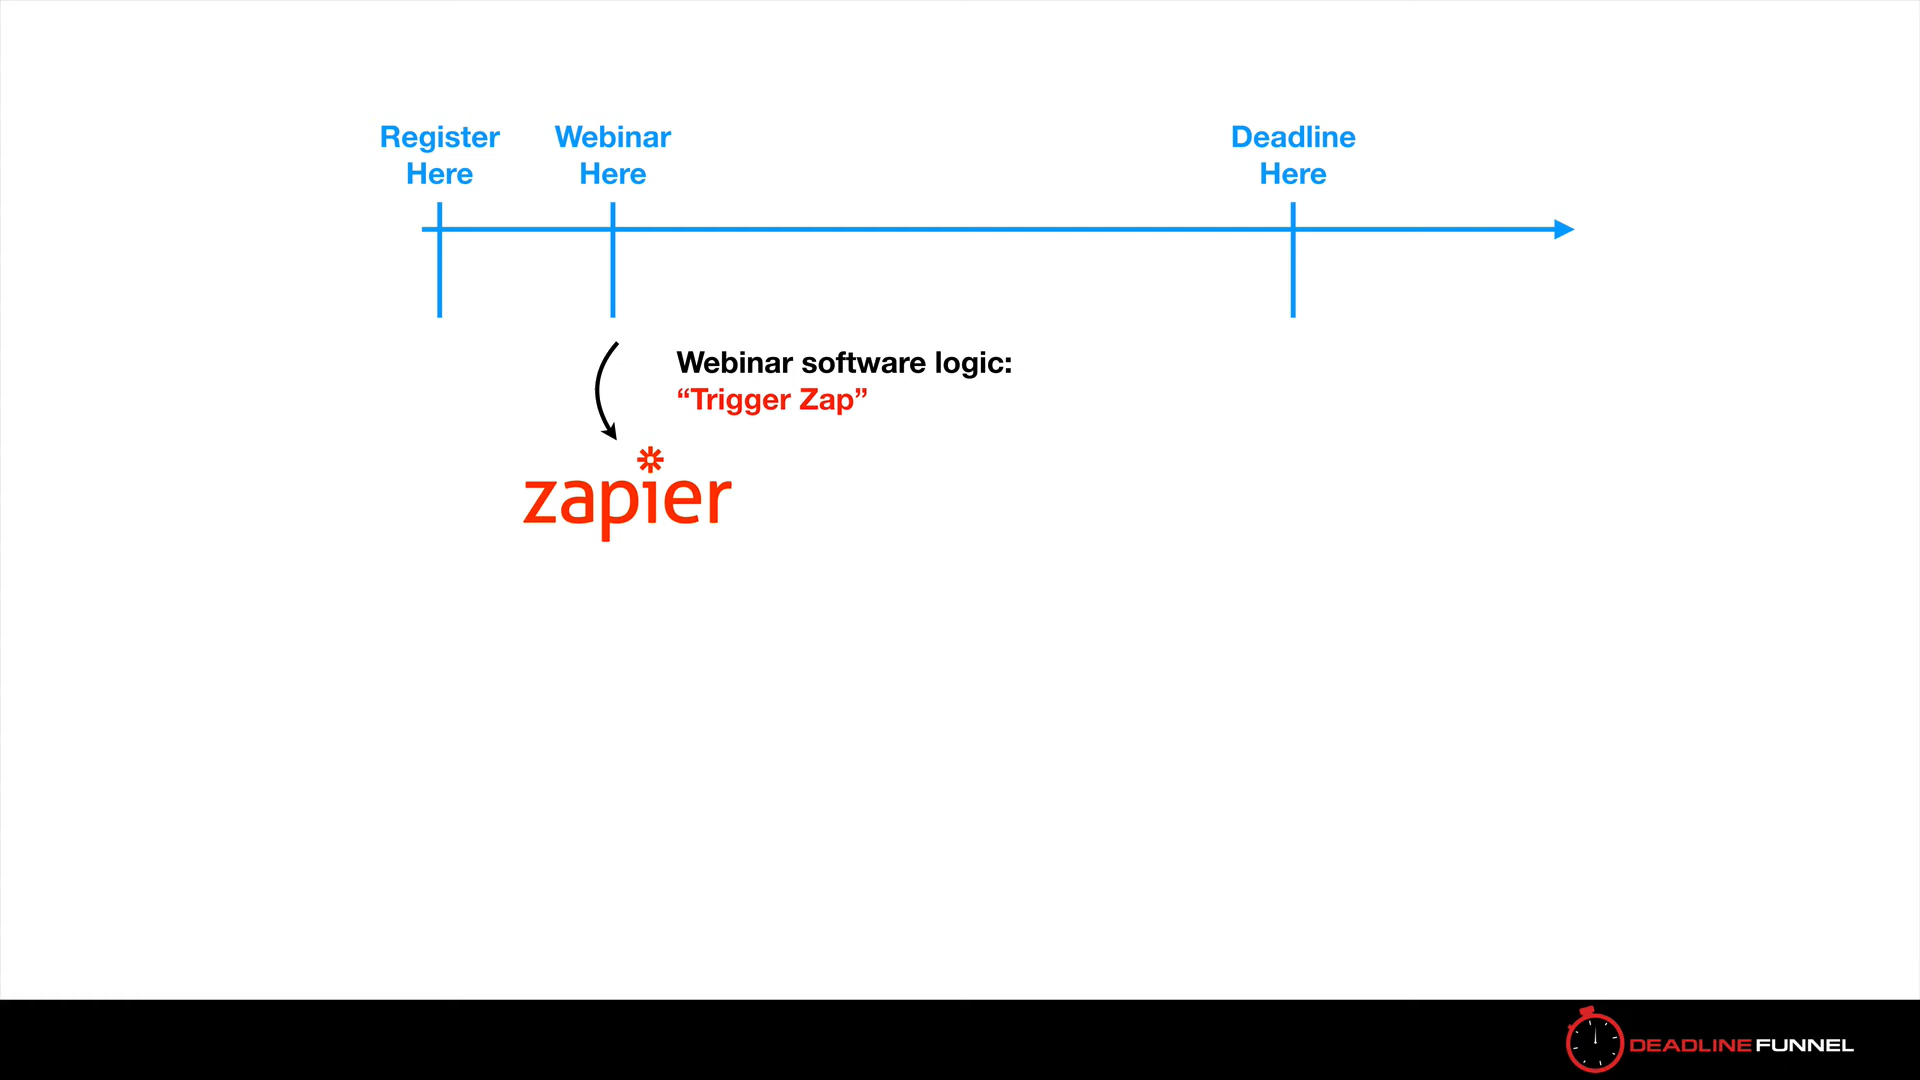 Register
Here
Webinar
Here
Deadline
Here
Webinar software logic:
“Trigger Zap”
zapier
DEADLINE FUNNEL